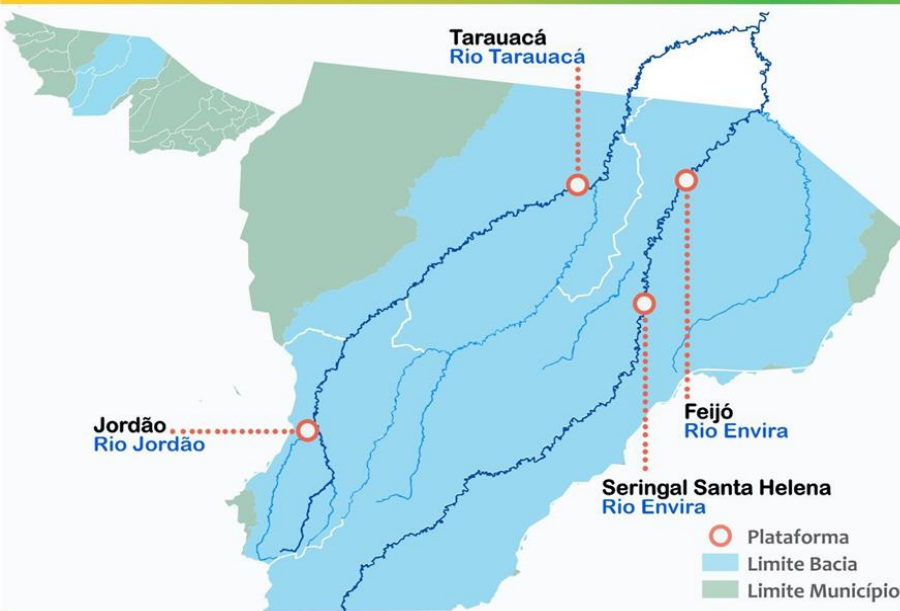 Tarauacá
Rio Tarauacá
Jordão
Rio Jordão
Feijó
Rio Envira
Seringal Santa Helena
Rio Envira
Plataforma
Limite Bacia
Limite Município